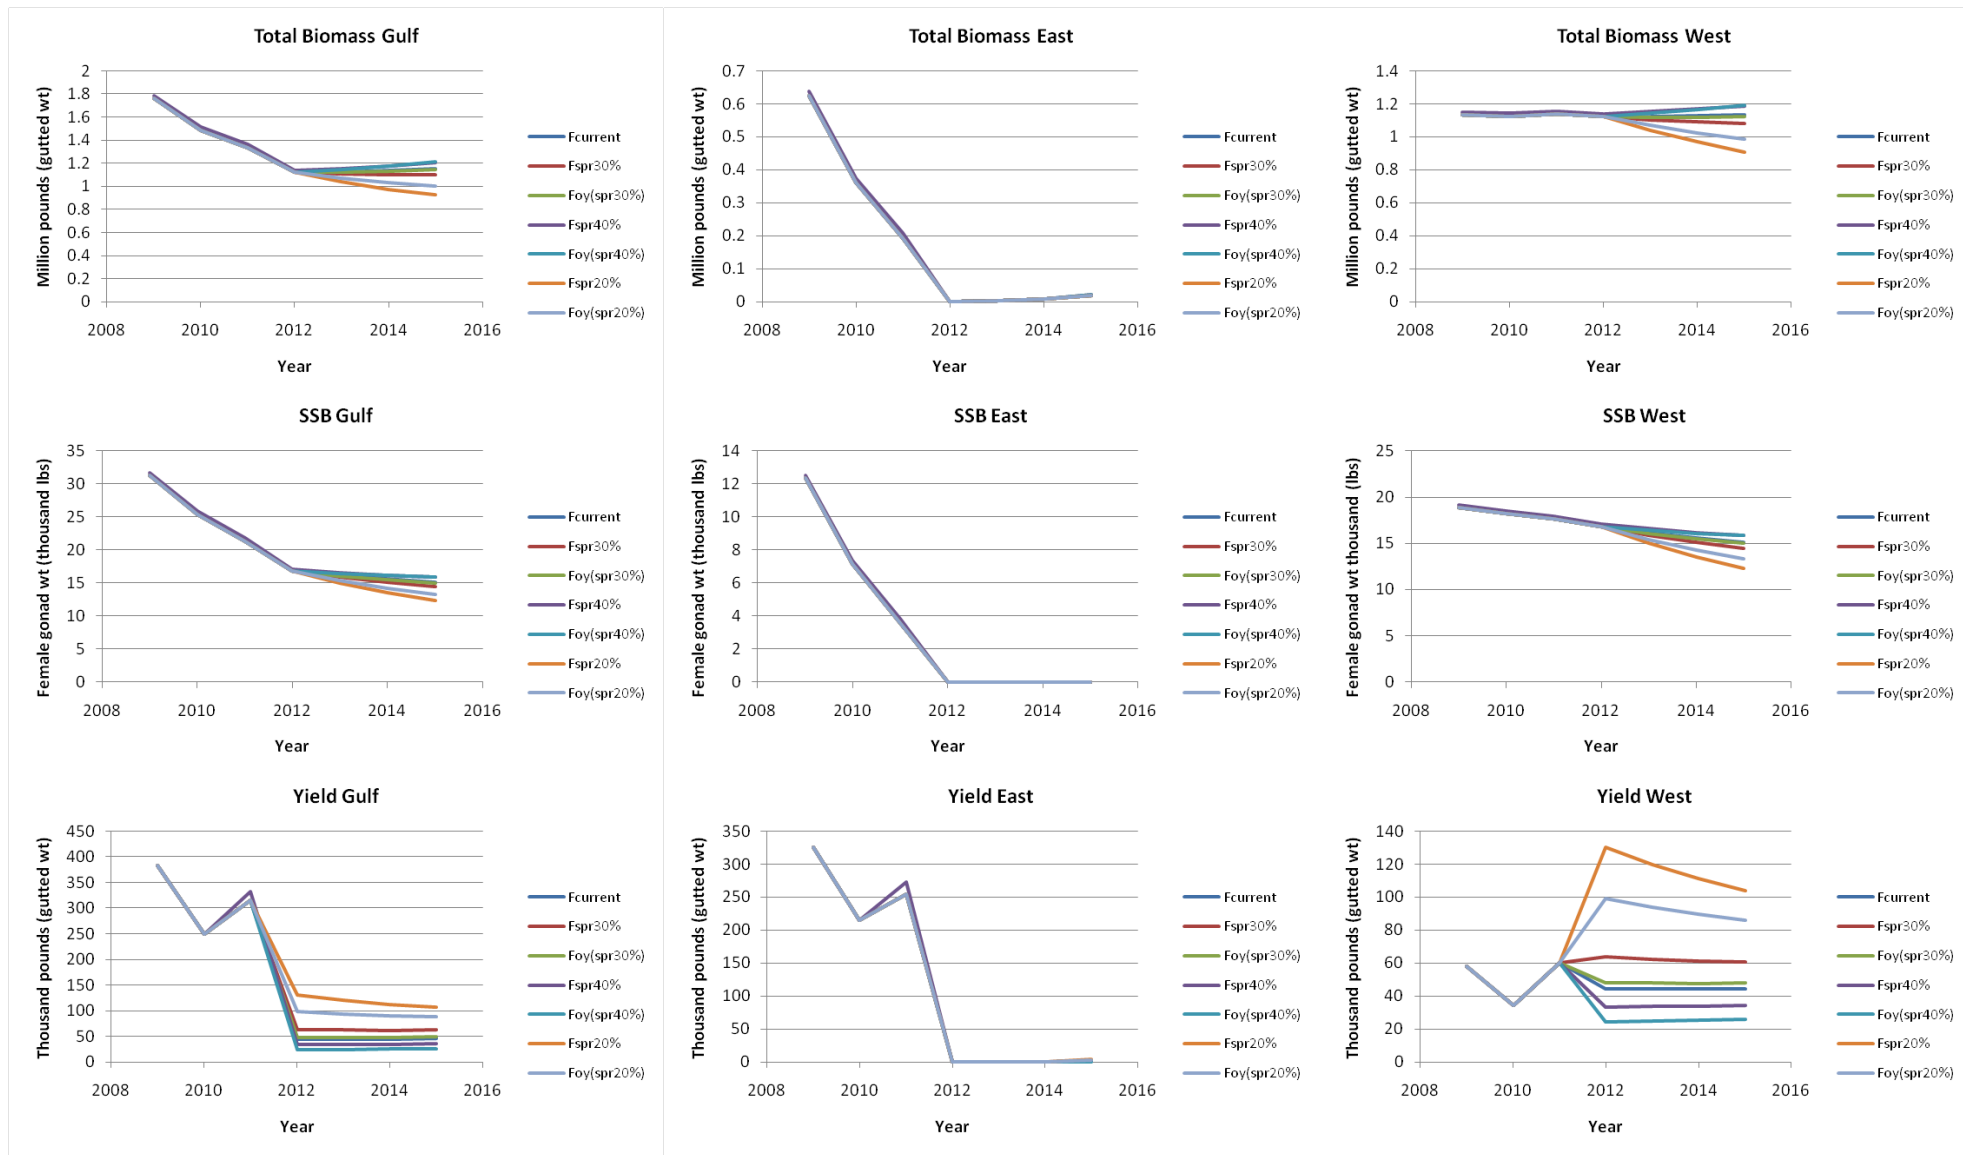 Total Biomass Gulf
Million pounds (gutted wt)
2
1.8
1.6
1.4
1.2
1
0.8
0.6
0.4
0.2
0
2008 2010 2012 2014 2016
Year
Fcurrent
Fspr30%
Foy(spr30%)
Fspr40%
Foy(spr40%)
Fspr20%
Foy(spr20%)
Total Biomass East
Million pounds (gutted wt)
0.7
0.6
0.5
0.4
0.3
0.2
0.1
0
2008 2010 2012 2014 2016
Year
Fcurrent
Fspr30%
Foy(spr30%)
Fspr40%
Foy(spr40%)
Fspr20%
Foy(spr20%)
Total Biomass West
Million pounds (gutted wt)
1.4
1.2
1
0.8
0.6
0.4
0.2
0
2008 2010 2012 2014 2016
Year
Fcurrent
Fspr30%
Foy(spr30%)
Fspr40%
Foy(spr40%)
Fspr20%
Foy(spr20%)
SSB Gulf
Female gonad wt (thousand lbs)
35
30
25
20
15
10
5
0
2008 2010 2012 2014 2016
Year
Fcurrent
Fspr30%
Foy(spr30%)
Fspr40%
Foy(spr40%)
Fspr20%
Foy(spr20%)
SSB East
Female gonad wt (thousand lbs)
14
12
10
8
6
4
2
0
2008 2010 2012 2014 2016
Year
Fcurrent
Fspr30%
Foy(spr30%)
Fspr40%
Foy(spr40%)
Fspr20%
Foy(spr20%)
SSB West
Female gonad wt thousand (lbs)
25
20
15
10
5
0
2008 2010 2012 2014 2016
Year
Fcurrent
Fspr30%
Foy(spr30%)
Fspr40%
Foy(spr40%)
Fspr20%
Foy(spr20%)
Yield Gulf
Thousand pounds (gutted wt)
450
400
350
300
250
200
150
100
50
0
2008 2010 2012 2014 2016
Year
Fcurrent
Fspr30%
Foy(spr30%)
Fspr40%
Foy(spr40%)
Fspr20%
Foy(spr20%)
Yield East
Thousand pounds (gutted wt)
350
300
250
200
150
100
50
0
2008 2010 2012 2014 2016
Year
Fcurrent
Fspr30%
Foy(spr30%)
Fspr40%
Foy(spr40%)
Fspr20%
Foy(spr20%)
Yield West
Thousand pounds (gutted wt)
140
120
100
80
60
40
20
0
2008 2010 2012 2014 2016
Year
Fcurrent
Fspr30%
Foy(spr30%)
Fspr40%
Foy(spr40%)
Fspr20%
Foy(spr20%)